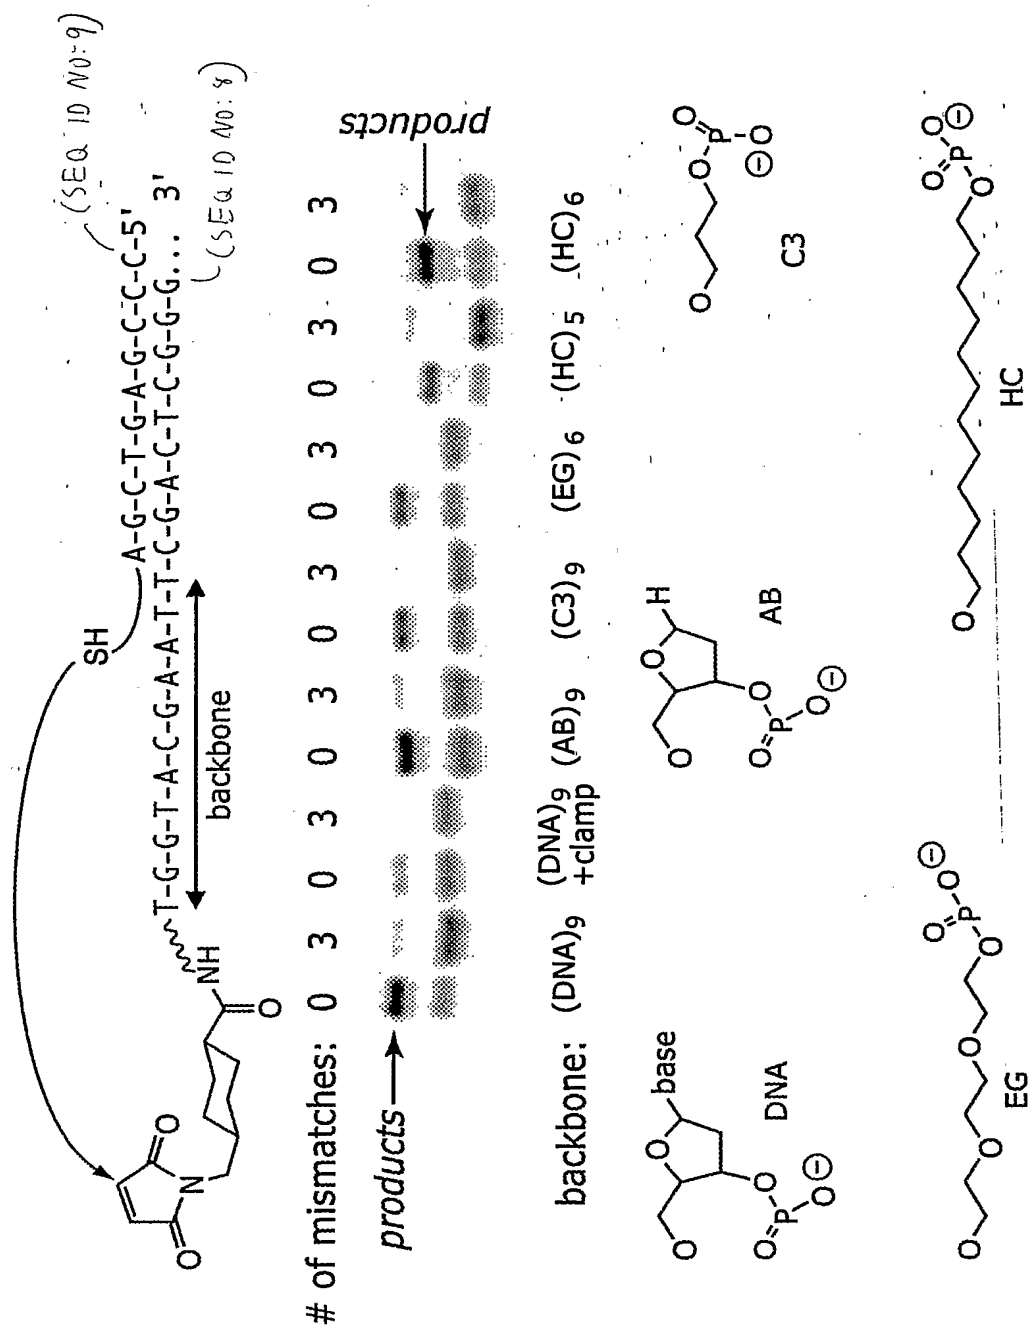 (SEQ ID NO:9)
SH
A-G-C-T-G-A-G-C-C-C-5'
T-G-G-T-A-C-G-A-A-T-T-C-G-A-C-T-C-G-G-G... 3'
(SEQ ID NO:8)
backbone
NH
O
O
N
O
# of mismatches: 0 3 0 3 0 3 0 3 0 3 0 3 0 3
products
products
backbone: (DNA)9 (DNA)9 +clamp (AB)9 (C3)9 (EG)6 (HC)5 (HC)6
O O base O O=P O⊖
DNA
O O H O O=P O⊖
AB
O O P=O O⊖
C3
O O O O O=P O⊖
EG
O O O=P O⊖
HC